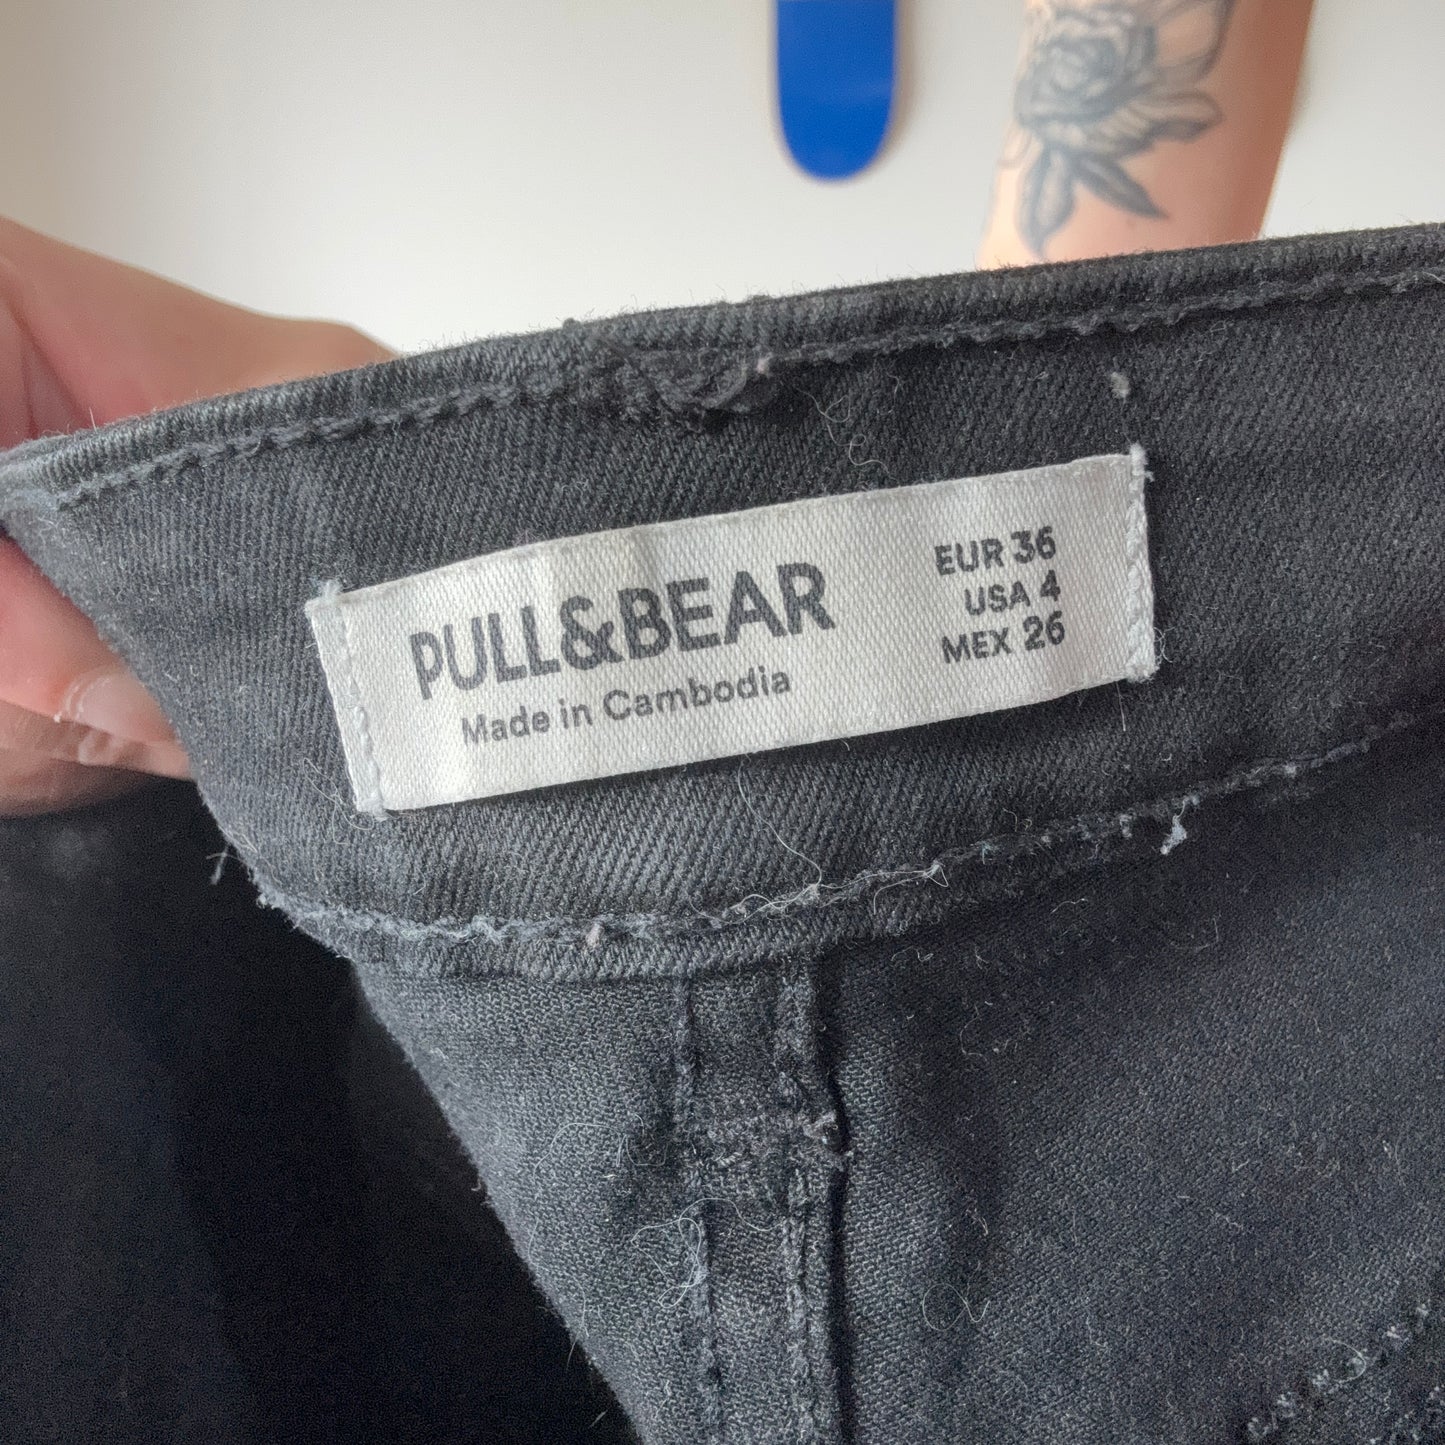 PULL&BEAR
Made in Cambodia
EUR 36
USA 4
MEX 26